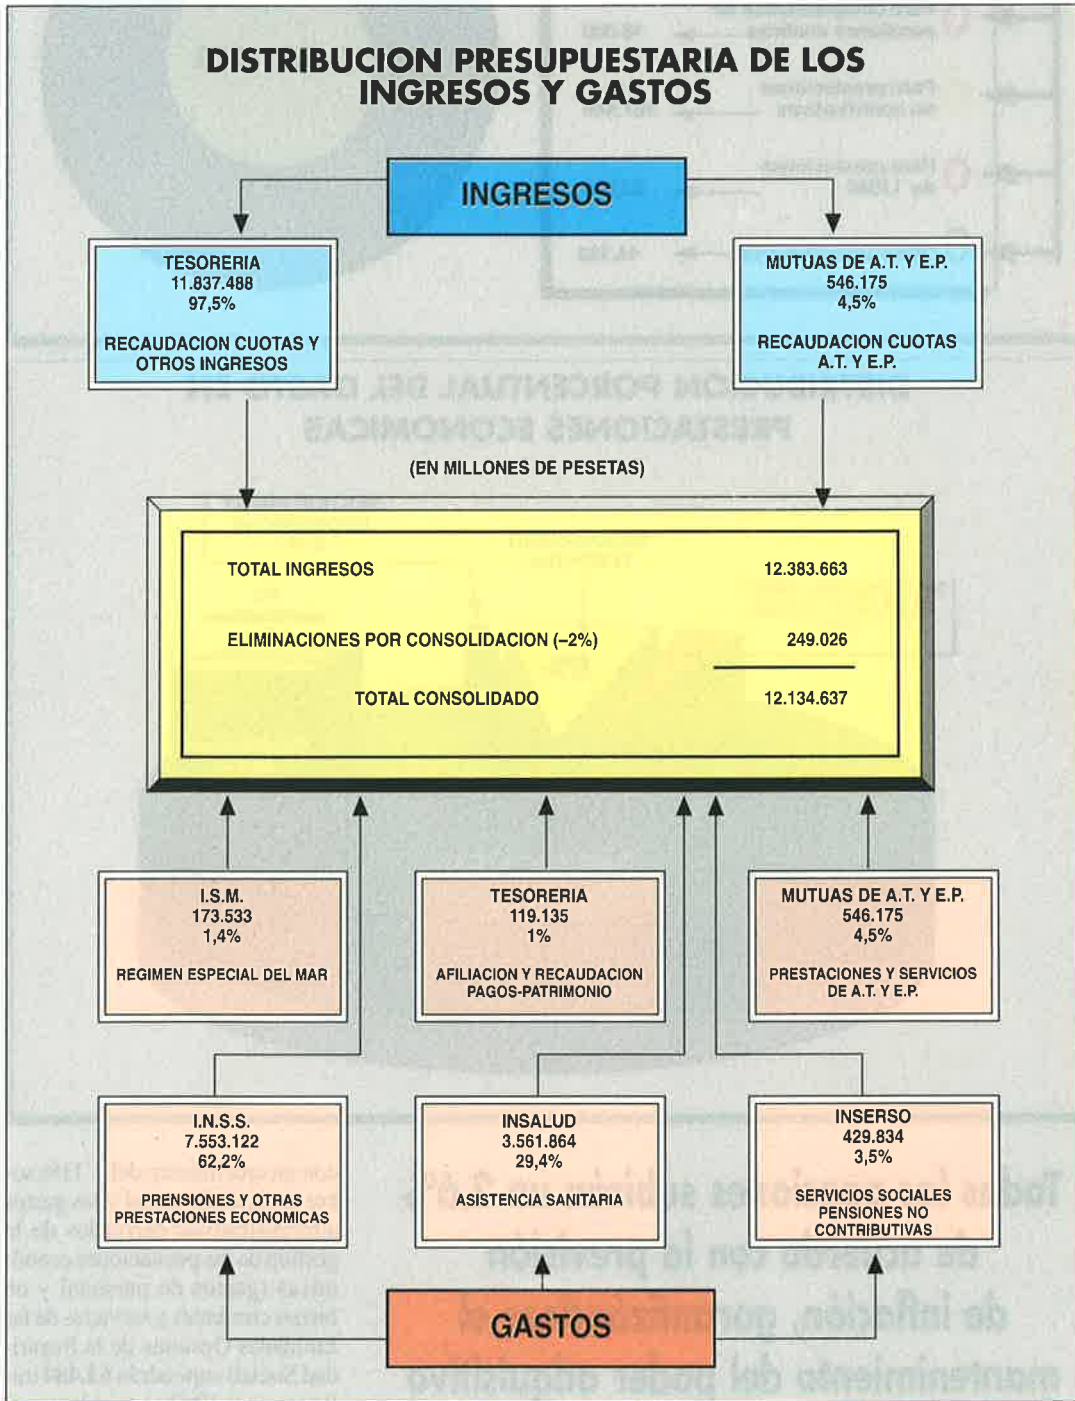 DISTRIBUCION PRESUPUESTARIA DE LOS
INGRESOS Y GASTOS
INGRESOS
TESORERIA
11.837.488
97,5%
RECAUDACION CUOTAS Y
OTROS INGRESOS
MUTUAS DE A.T. Y E.P.
546.175
4,5%
RECAUDACION CUOTAS
A.T. Y E.P.
(EN MILLONES DE PESETAS)
TOTAL INGRESOS 12.383.663
ELIMINACIONES POR CONSOLIDACION (–2%) 249.026
TOTAL CONSOLIDADO 12.134.637
I.S.M.
173.533
1,4%
REGIMEN ESPECIAL DEL MAR
TESORERIA
119.135
1%
AFILIACION Y RECAUDACION
PAGOS-PATRIMONIO
MUTUAS DE A.T. Y E.P.
546.175
4,5%
PRESTACIONES Y SERVICIOS
DE A.T. Y E.P.
I.N.S.S.
7.553.122
62,2%
PRENSIONES Y OTRAS
PRESTACIONES ECONOMICAS
INSALUD
3.561.864
29,4%
ASISTENCIA SANITARIA
INSERSO
429.834
3,5%
SERVICIOS SOCIALES
PENSIONES NO
CONTRIBUTIVAS
GASTOS